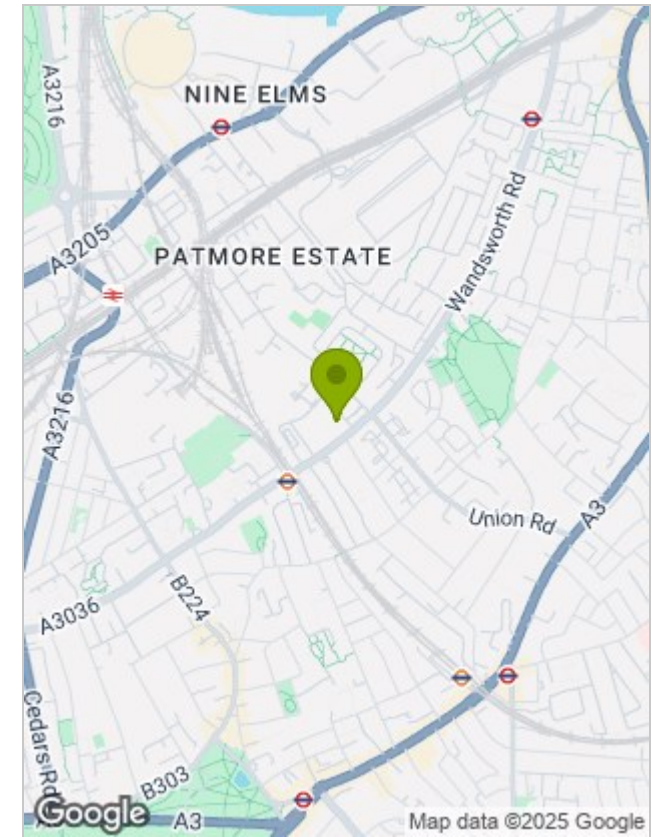 A3216
NINE ELMS
Wandsworth Rd
A3205
PATMORE ESTATE
A3216
Union Rd
A3
A3036
B224
Cedars Rd
B303
Google
A3
Map data ©2025 Google